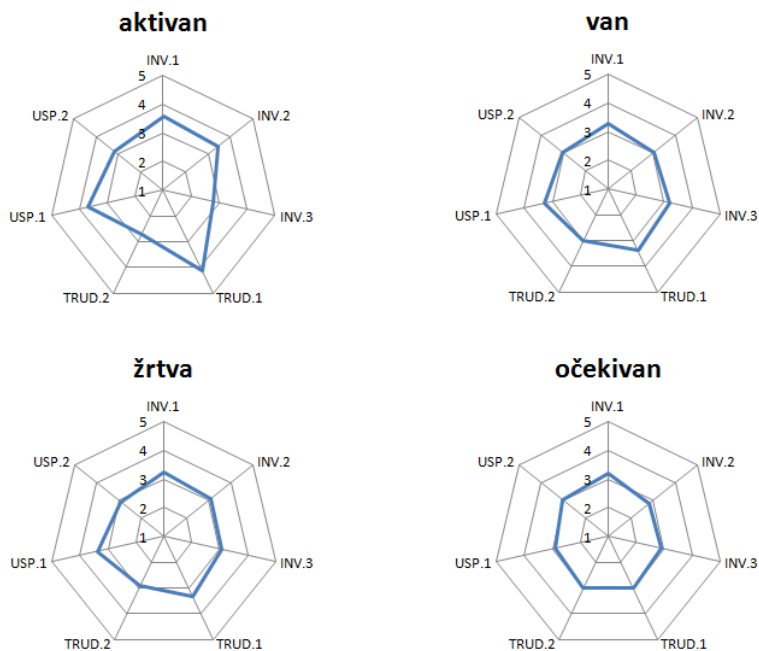 aktivan
INV.1
5
USP.2
4
INV.2
3
2
1
USP.1
INV.3
TRUD.2
TRUD.1
van
INV.1
5
USP.2
4
INV.2
3
2
1
USP.1
INV.3
TRUD.2
TRUD.1
žrtva
INV.1
5
USP.2
4
INV.2
3
2
1
USP.1
INV.3
TRUD.2
TRUD.1
očekivan
INV.1
5
USP.2
4
INV.2
3
2
1
USP.1
INV.3
TRUD.2
TRUD.1